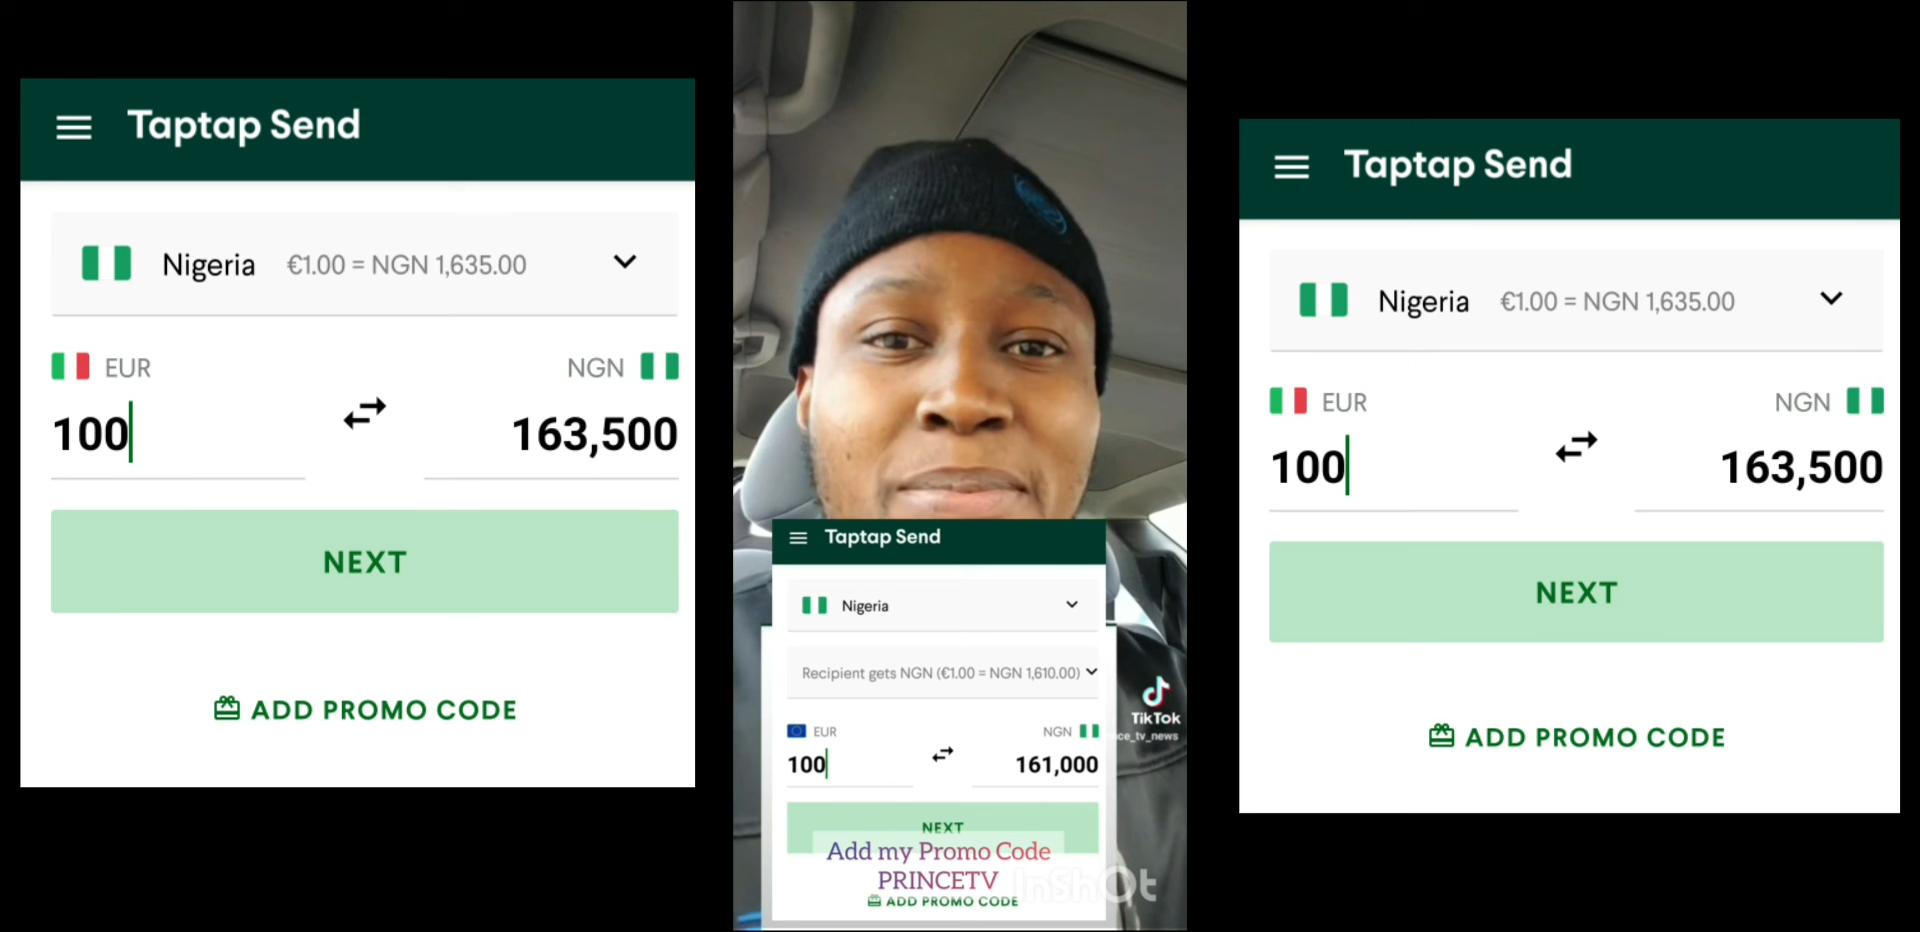 Taptap Send
Nigeria €1.00 = NGN 1,635.00
EUR NGN
100 163,500
NEXT
ADD PROMO CODE
Taptap Send
Nigeria
Recipient gets NGN (€1.00 = NGN 1,610.00)
EUR NGN
100 161,000
NEXT
Add my Promo Code
PRINCETV
ADD PROMO CODE
TikTok
ce_tv_news
InShOt
Taptap Send
Nigeria €1.00 = NGN 1,635.00
EUR NGN
100 163,500
NEXT
ADD PROMO CODE